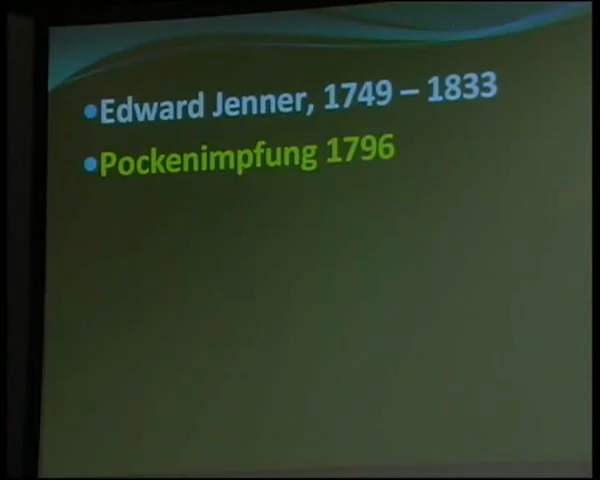 •Edward Jenner, 1749 – 1833
•Pockenimpfung 1796